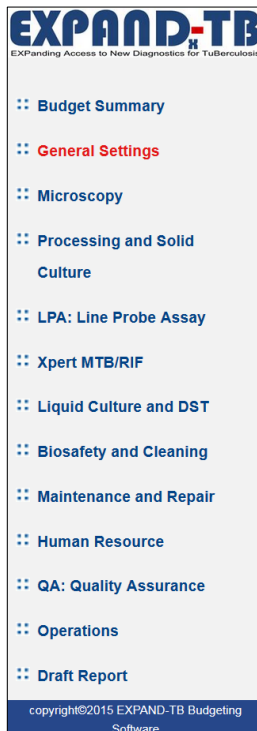 EXPAND-TB
EXPanding Access to New Diagnostics for TuBerculosis
Budget Summary
General Settings
Microscopy
Processing and Solid
Culture
LPA: Line Probe Assay
Xpert MTB/RIF
Liquid Culture and DST
Biosafety and Cleaning
Maintenance and Repair
Human Resource
QA: Quality Assurance
Operations
Draft Report
copyright©2015 EXPAND-TB Budgeting
Software